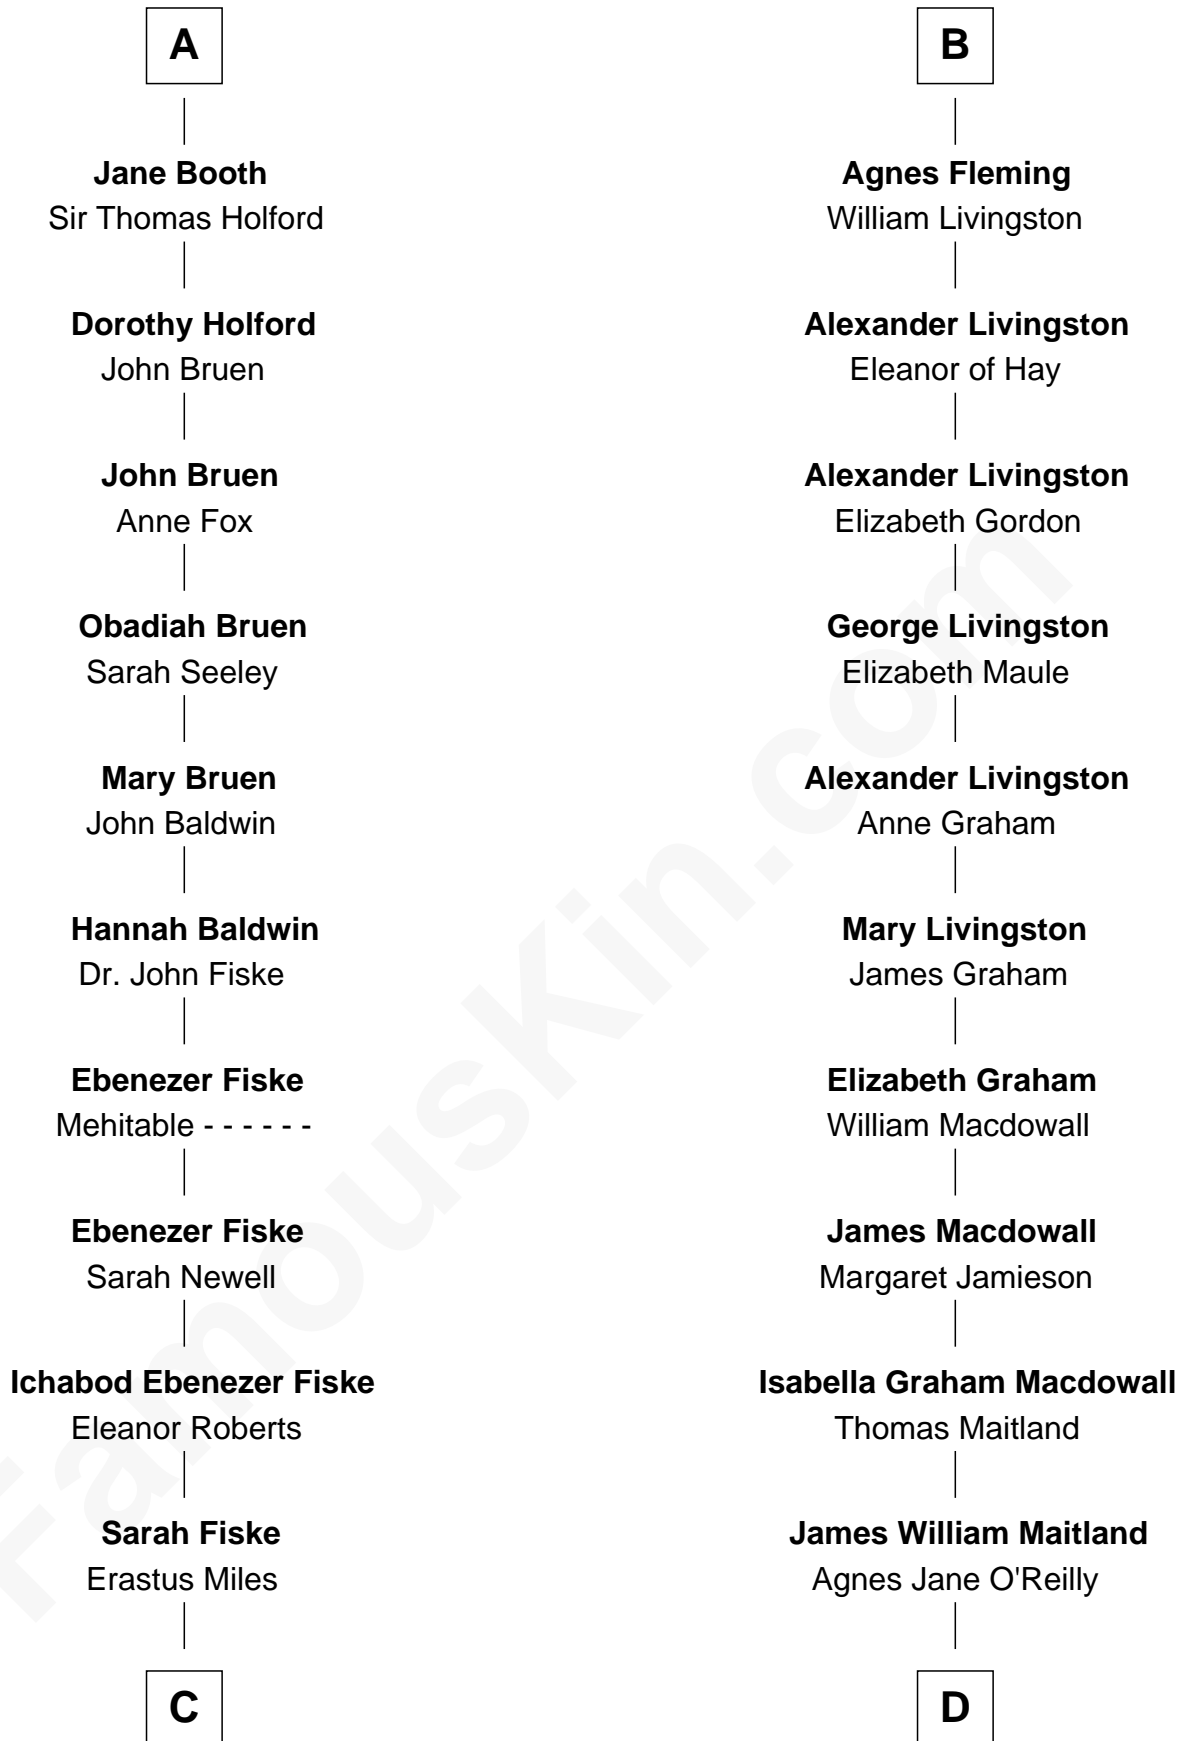 A
Jane Booth
Sir Thomas Holford
Dorothy Holford
John Bruen
John Bruen
Anne Fox
Obadiah Bruen
Sarah Seeley
Mary Bruen
John Baldwin
Hannah Baldwin
Dr. John Fiske
Ebenezer Fiske
Mehitable - - - - - -
Ebenezer Fiske
Sarah Newell
Ichabod Ebenezer Fiske
Eleanor Roberts
Sarah Fiske
Erastus Miles
C
B
Agnes Fleming
William Livingston
Alexander Livingston
Eleanor of Hay
Alexander Livingston
Elizabeth Gordon
George Livingston
Elizabeth Maule
Alexander Livingston
Anne Graham
Mary Livingston
James Graham
Elizabeth Graham
William Macdowall
James Macdowall
Margaret Jamieson
Isabella Graham Macdowall
Thomas Maitland
James William Maitland
Agnes Jane O'Reilly
D
FamousKin.com